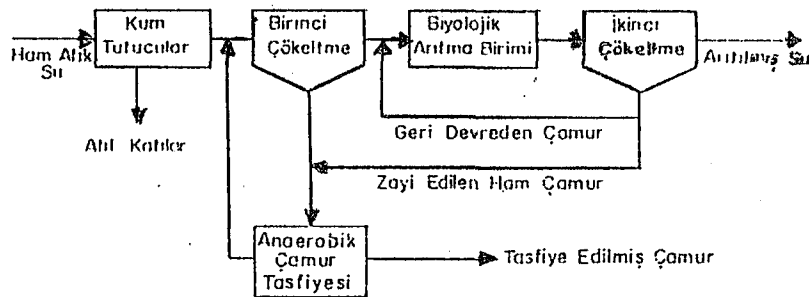 Kum
Tutucular
Birinci
Çökeltme
Biyolojik
Arıtma Birimi
İkinci
Çökeltme
Ham Atık
Su
Arıtılmış Su
Atıl Katılar
Geri Devreden Çamur
Zayi Edilen Ham Çamur
Anaerobik
Çamur
Tasfiyesi
Tasfiye Edilmiş Çamur